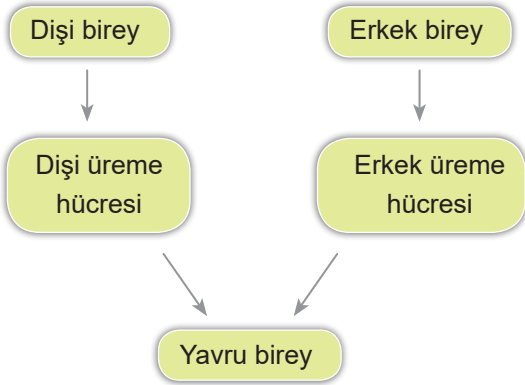 Dişi birey
Erkek birey
Dişi üreme
hücresi
Erkek üreme
hücresi
Yavru birey